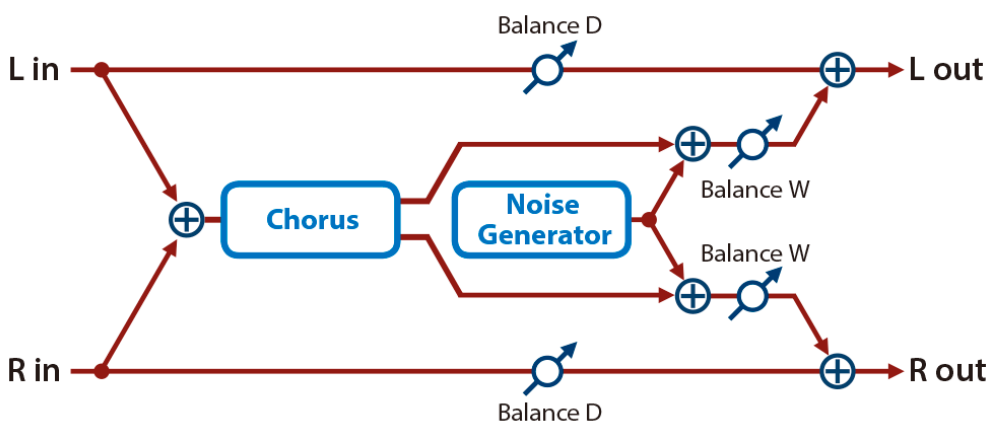 Balance D
L in
L out
Balance W
Chorus
Noise
Generator
Balance W
R in
R out
Balance D